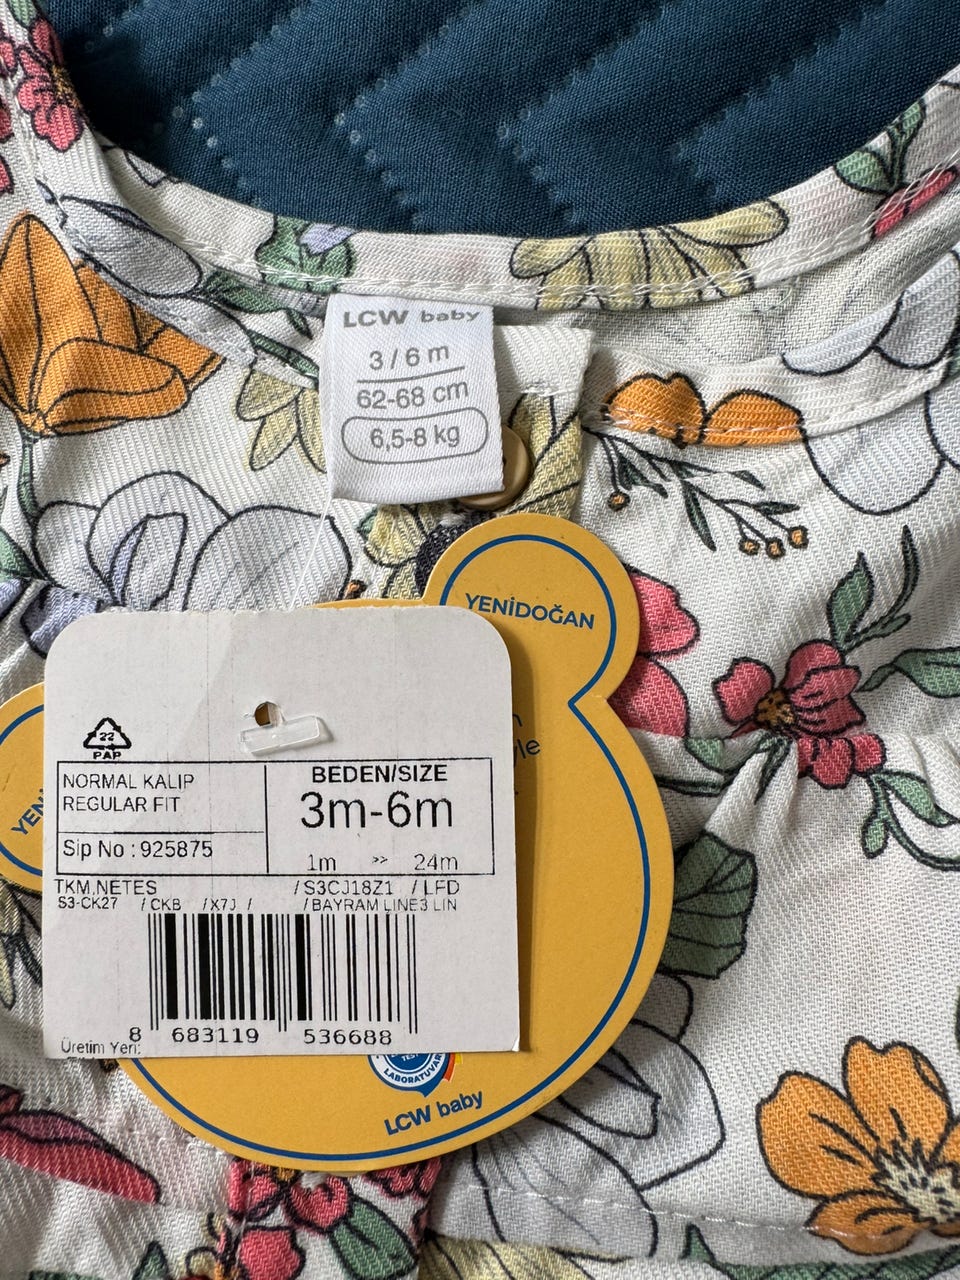 LCW baby
3 / 6 m
62-68 cm
6,5-8 kg
YENİDOĞAN
22
PAP
NORMAL KALIP
REGULAR FIT
Sip No : 925875
BEDEN/SIZE
3m-6m
1m >> 24m
TKM.NETES / S3CJ18Z1 / LFD
S3-CK27 / CKB / X7J / / BAYRAM LINE3 LIN
8 683119 536688
Üretim Yeri:
LCW baby